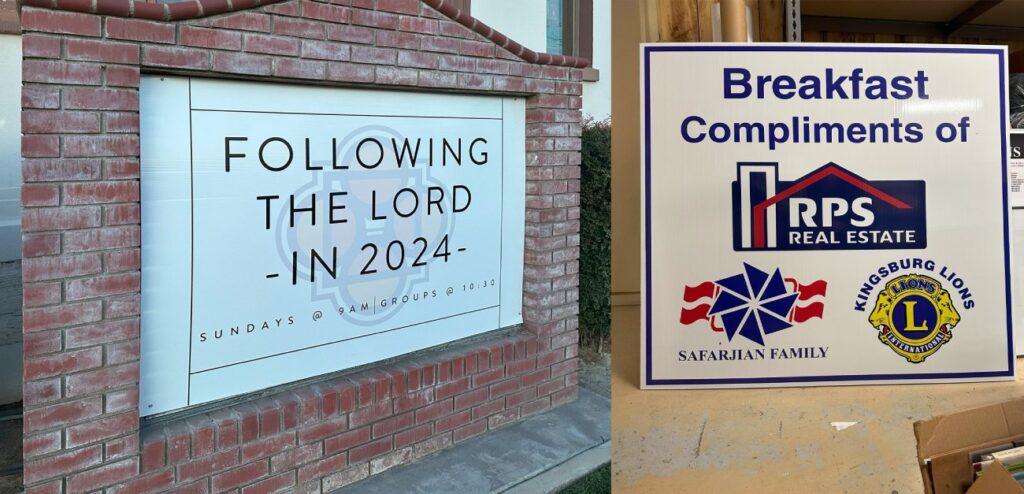 FOLLOWING
THE LORD
-IN 2024-
SUNDAYS @ 9AM|GROUPS @ 10:30
Breakfast
Compliments of
RPS
REAL ESTATE
SAFARJIAN FAMILY
KINGSBURG LIONS
LIONS
L
INTERNATIONAL